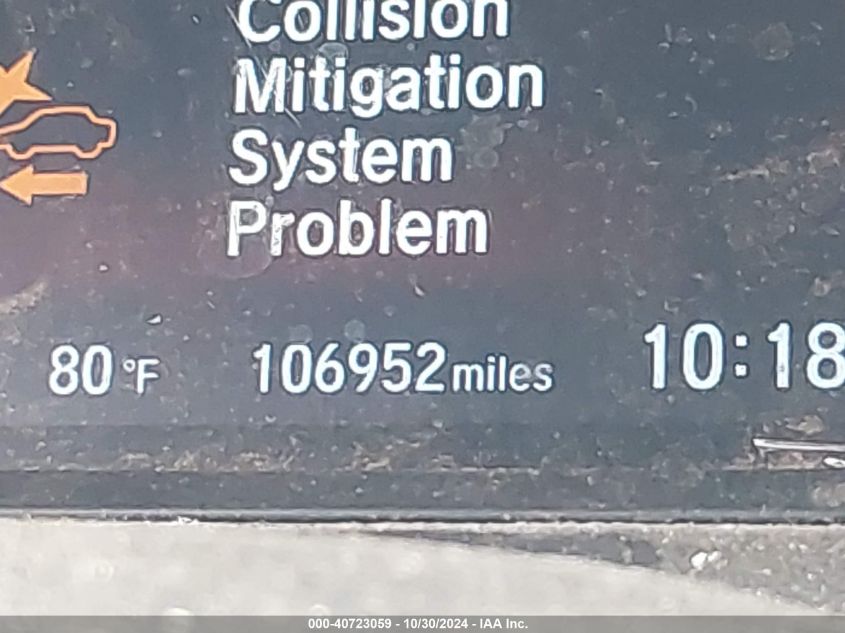 Collision
Mitigation
System
Problem
80 °F 106952 miles 10:18
000-40723059 - 10/30/2024 - IAA Inc.